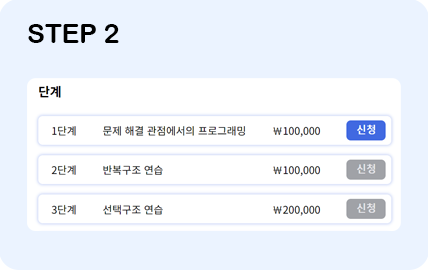 STEP 2
단계
1단계 문제 해결 관점에서의 프로그래밍 ₩100,000 신청
2단계 반복구조 연습 ₩100,000 신청
3단계 선택구조 연습 ₩200,000 신청